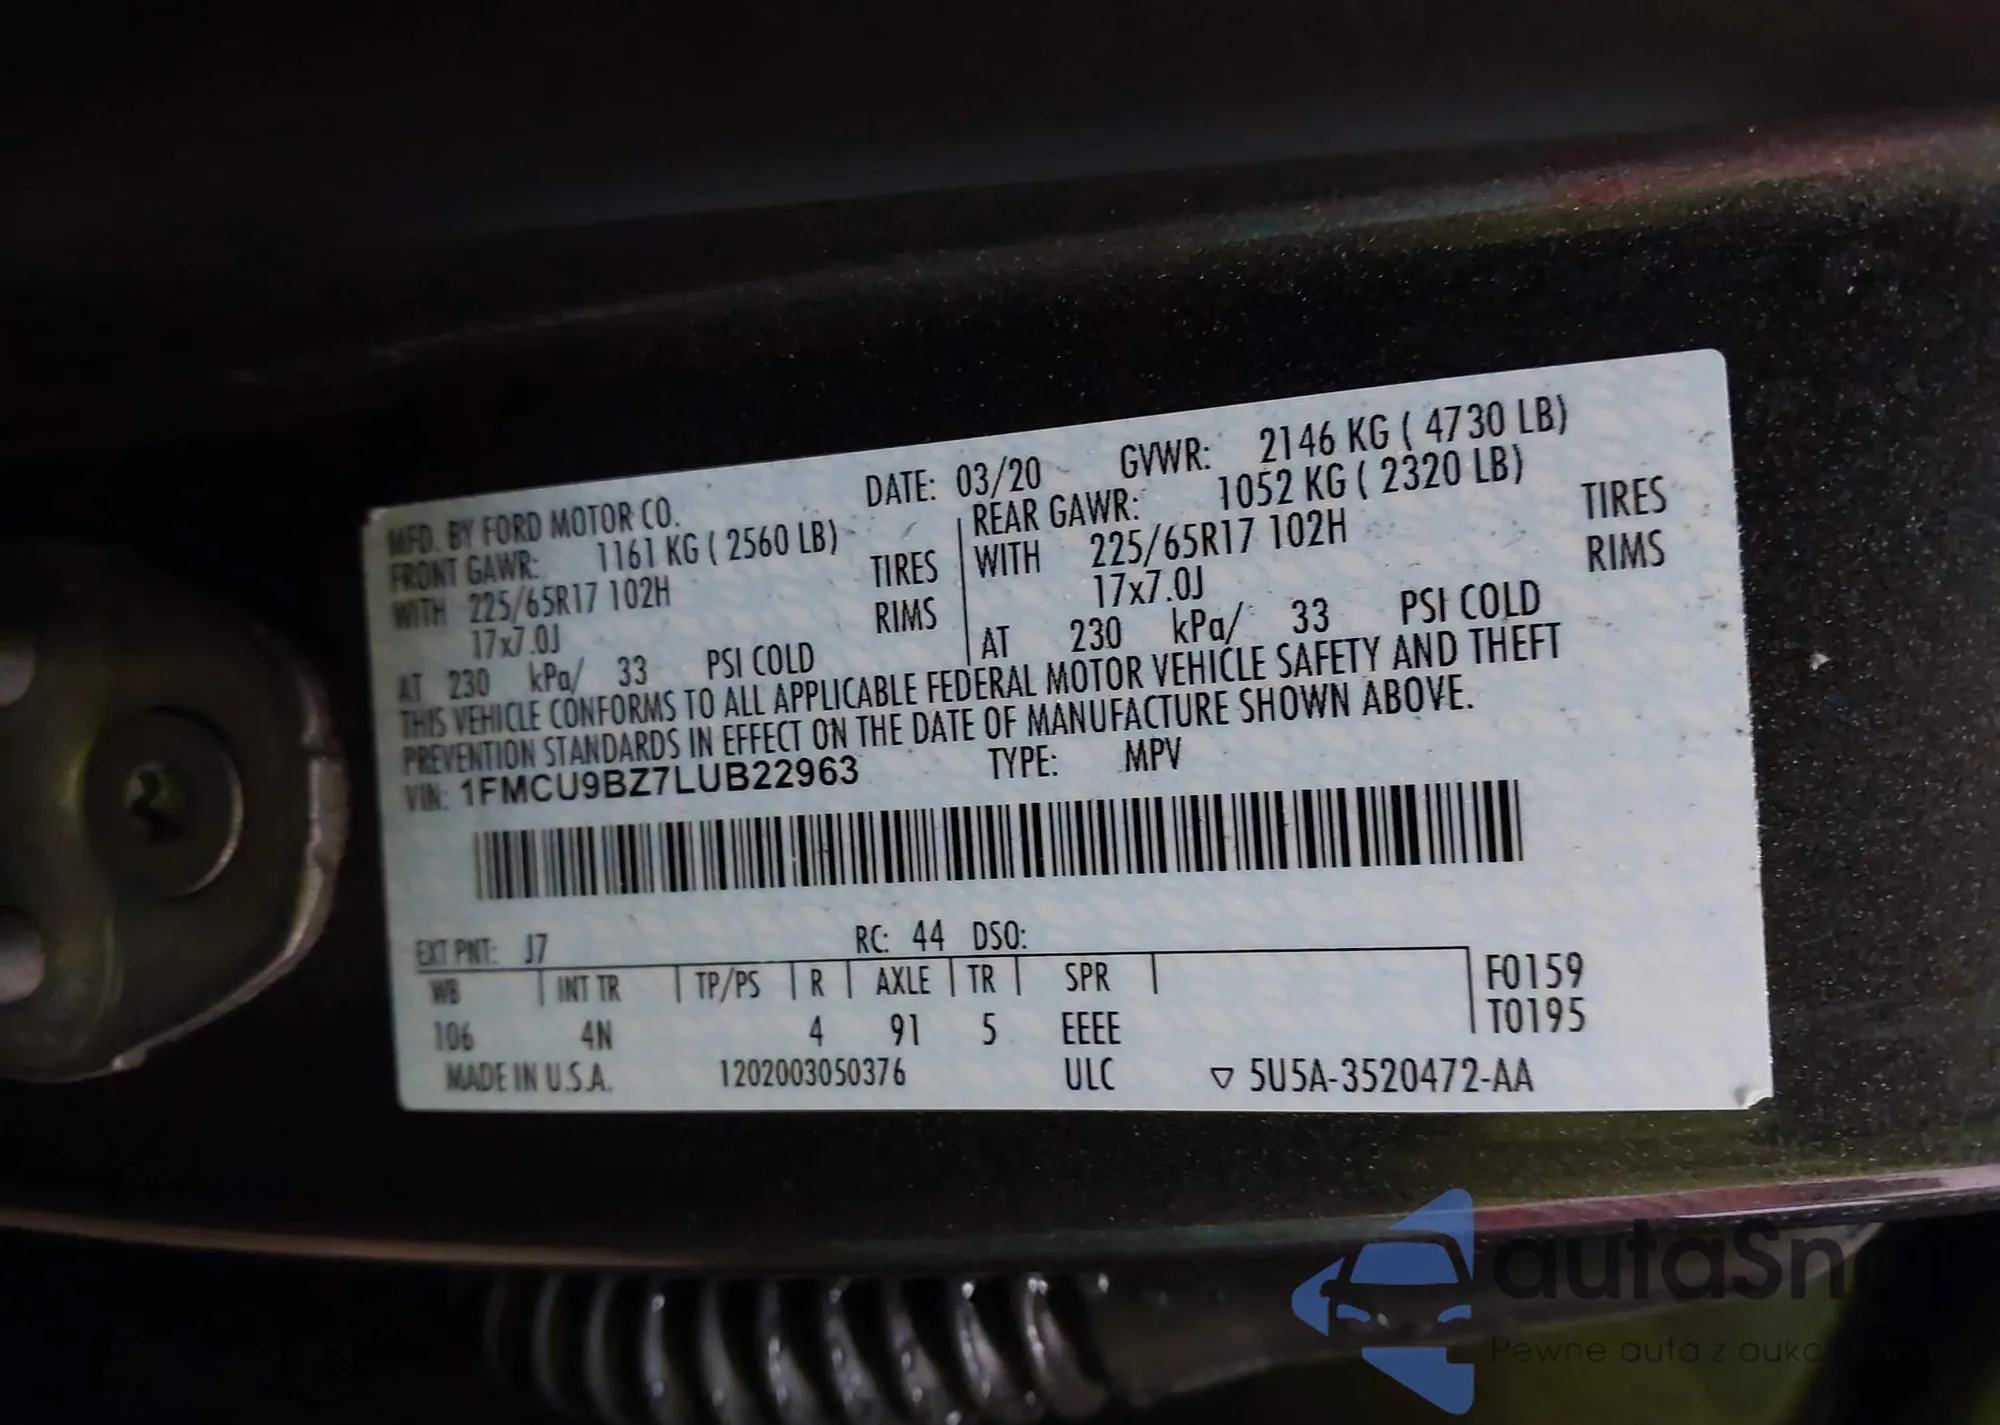 MFD. BY FORD MOTOR CO. DATE: 03/20 GVWR: 2146 KG ( 4730 LB)
FRONT GAWR: 1161 KG ( 2560 LB) REAR GAWR: 1052 KG ( 2320 LB)
WITH 225/65R17 102H TIRES WITH 225/65R17 102H TIRES
17x7.0J RIMS 17x7.0J RIMS
AT 230 kPa/ 33 PSI COLD AT 230 kPa/ 33 PSI COLD
THIS VEHICLE CONFORMS TO ALL APPLICABLE FEDERAL MOTOR VEHICLE SAFETY AND THEFT
PREVENTION STANDARDS IN EFFECT ON THE DATE OF MANUFACTURE SHOWN ABOVE.
VIN: 1FMCU9BZ7LUB22963 TYPE: MPV
EXT PNT: J7 RC: 44 DSO:
WB INT TR TP/PS R AXLE TR SPR F0159
106 4N 4 91 5 EEEE T0195
MADE IN U.S.A. 1202003050376 ULC ▽ 5U5A-3520472-AA
autaSn
Pewne auta z